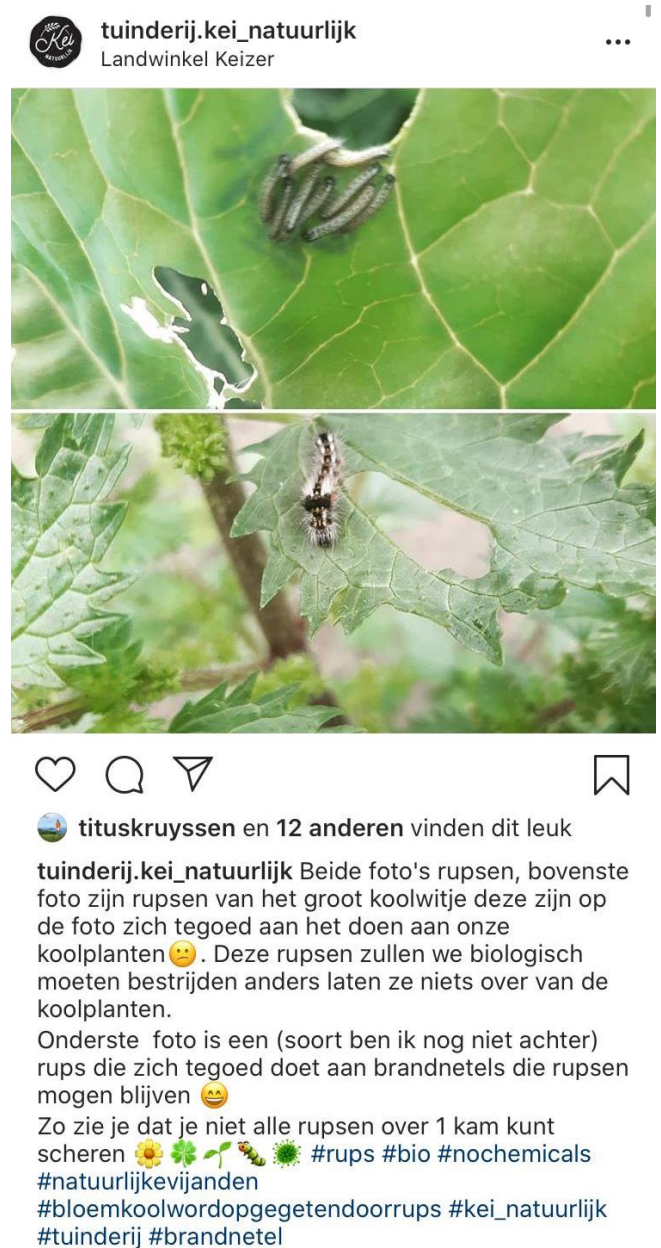 Kei
NATUURLIJK
tuinderij.kei_natuurlijk
Landwinkel Keizer
tituskruyssen en 12 anderen vinden dit leuk
tuinderij.kei_natuurlijk Beide foto's rupsen, bovenste
foto zijn rupsen van het groot koolwitje deze zijn op
de foto zich tegoed aan het doen aan onze
koolplanten😕. Deze rupsen zullen we biologisch
moeten bestrijden anders laten ze niets over van de
koolplanten.
Onderste  foto is een (soort ben ik nog niet achter)
rups die zich tegoed doet aan brandnetels die rupsen
mogen blijven 😄
Zo zie je dat je niet alle rupsen over 1 kam kunt
scheren 🌼🍀🌱🐛🦠 #rups #bio #nochemicals
#natuurlijkevijanden
#bloemkoolwordopgegetendoorrups #kei_natuurlijk
#tuinderij #brandnetel